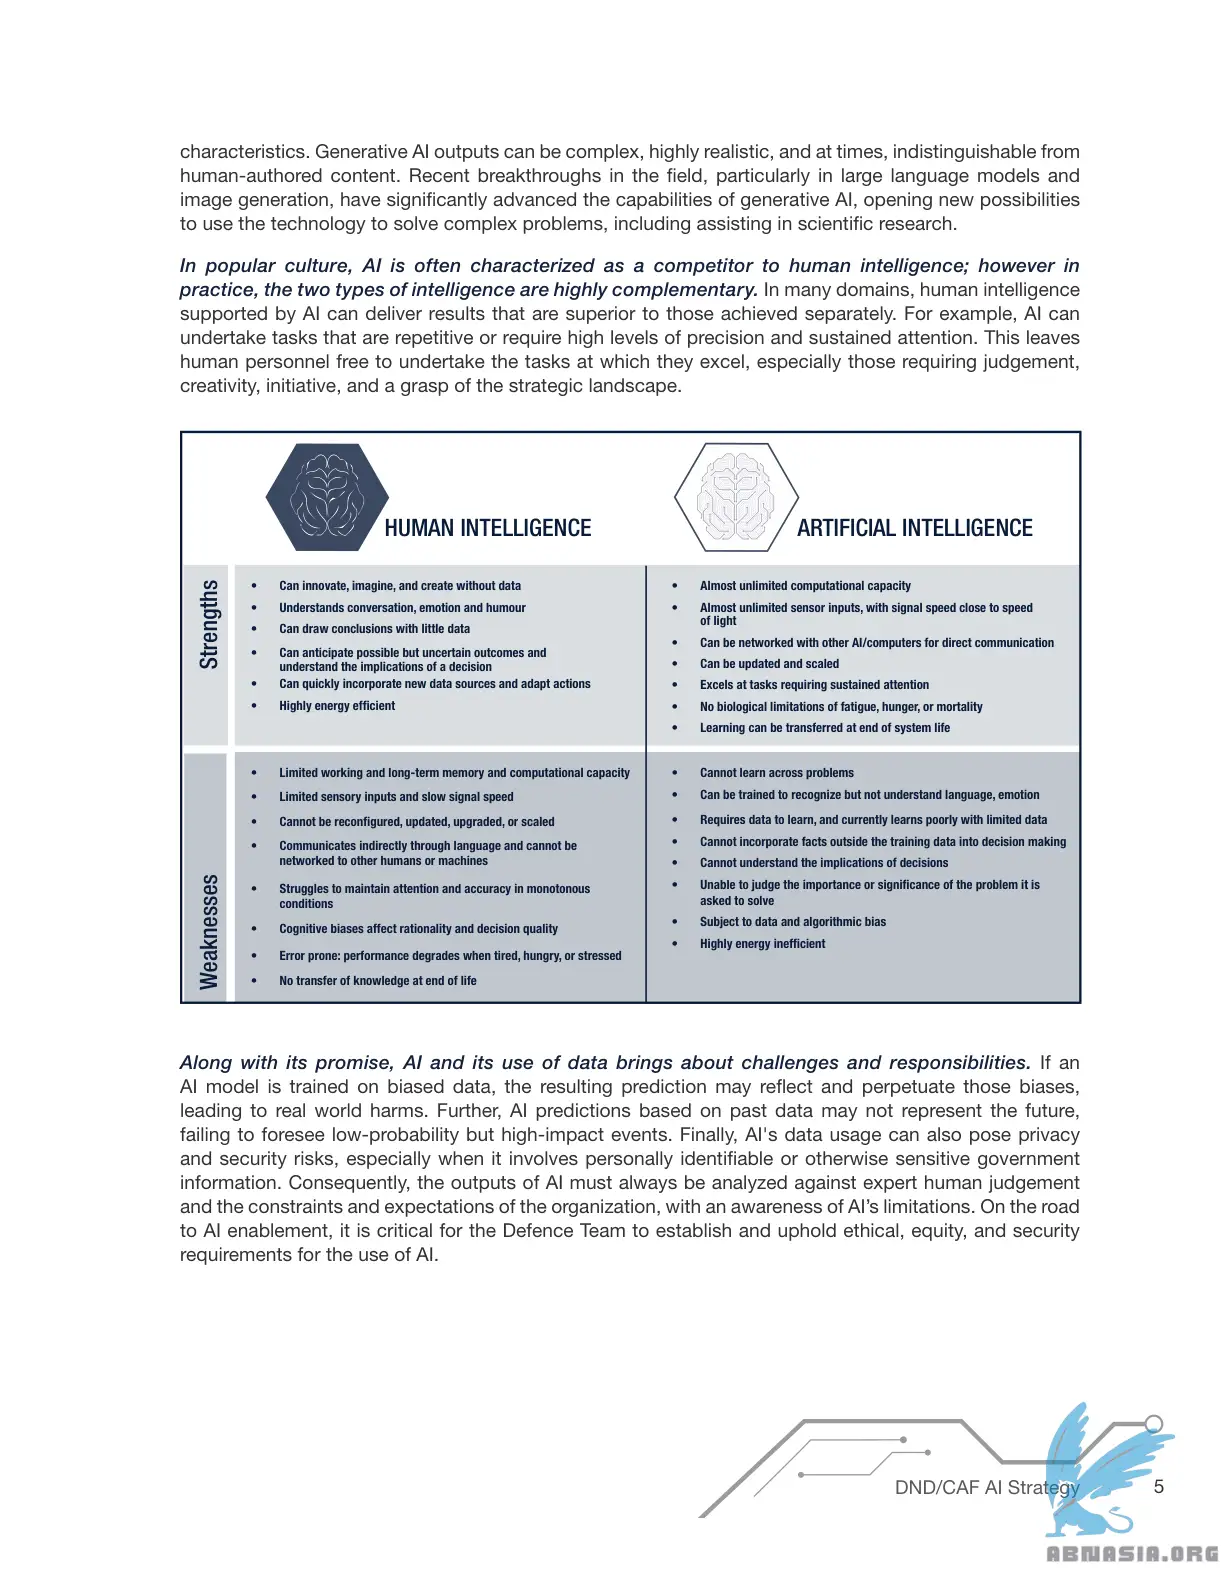 characteristics. Generative AI outputs can be complex, highly realistic, and at times, indistinguishable from
human-authored content. Recent breakthroughs in the field, particularly in large language models and
image generation, have significantly advanced the capabilities of generative AI, opening new possibilities
to use the technology to solve complex problems, including assisting in scientific research.
In popular culture, AI is often characterized as a competitor to human intelligence; however in
practice, the two types of intelligence are highly complementary. In many domains, human intelligence
supported by AI can deliver results that are superior to those achieved separately. For example, AI can
undertake tasks that are repetitive or require high levels of precision and sustained attention. This leaves
human personnel free to undertake the tasks at which they excel, especially those requiring judgement,
creativity, initiative, and a grasp of the strategic landscape.
HUMAN INTELLIGENCE
ARTIFICIAL INTELLIGENCE
Strengths
• Can innovate, imagine, and create without data
• Understands conversation, emotion and humour
• Can draw conclusions with little data
• Can anticipate possible but uncertain outcomes and
understand the implications of a decision
• Can quickly incorporate new data sources and adapt actions
• Highly energy efficient
• Almost unlimited computational capacity
• Almost unlimited sensor inputs, with signal speed close to speed
of light
• Can be networked with other AI/computers for direct communication
• Can be updated and scaled
• Excels at tasks requiring sustained attention
• No biological limitations of fatigue, hunger, or mortality
• Learning can be transferred at end of system life
Weaknesses
• Limited working and long-term memory and computational capacity
• Limited sensory inputs and slow signal speed
• Cannot be reconfigured, updated, upgraded, or scaled
• Communicates indirectly through language and cannot be
networked to other humans or machines
• Struggles to maintain attention and accuracy in monotonous
conditions
• Cognitive biases affect rationality and decision quality
• Error prone: performance degrades when tired, hungry, or stressed
• No transfer of knowledge at end of life
• Cannot learn across problems
• Can be trained to recognize but not understand language, emotion
• Requires data to learn, and currently learns poorly with limited data
• Cannot incorporate facts outside the training data into decision making
• Cannot understand the implications of decisions
• Unable to judge the importance or significance of the problem it is
asked to solve
• Subject to data and algorithmic bias
• Highly energy inefficient
Along with its promise, AI and its use of data brings about challenges and responsibilities. If an
AI model is trained on biased data, the resulting prediction may reflect and perpetuate those biases,
leading to real world harms. Further, AI predictions based on past data may not represent the future,
failing to foresee low-probability but high-impact events. Finally, AI's data usage can also pose privacy
and security risks, especially when it involves personally identifiable or otherwise sensitive government
information. Consequently, the outputs of AI must always be analyzed against expert human judgement
and the constraints and expectations of the organization, with an awareness of AI’s limitations. On the road
to AI enablement, it is critical for the Defence Team to establish and uphold ethical, equity, and security
requirements for the use of AI.
DND/CAF AI Strategy 5
ABNASIA.ORG